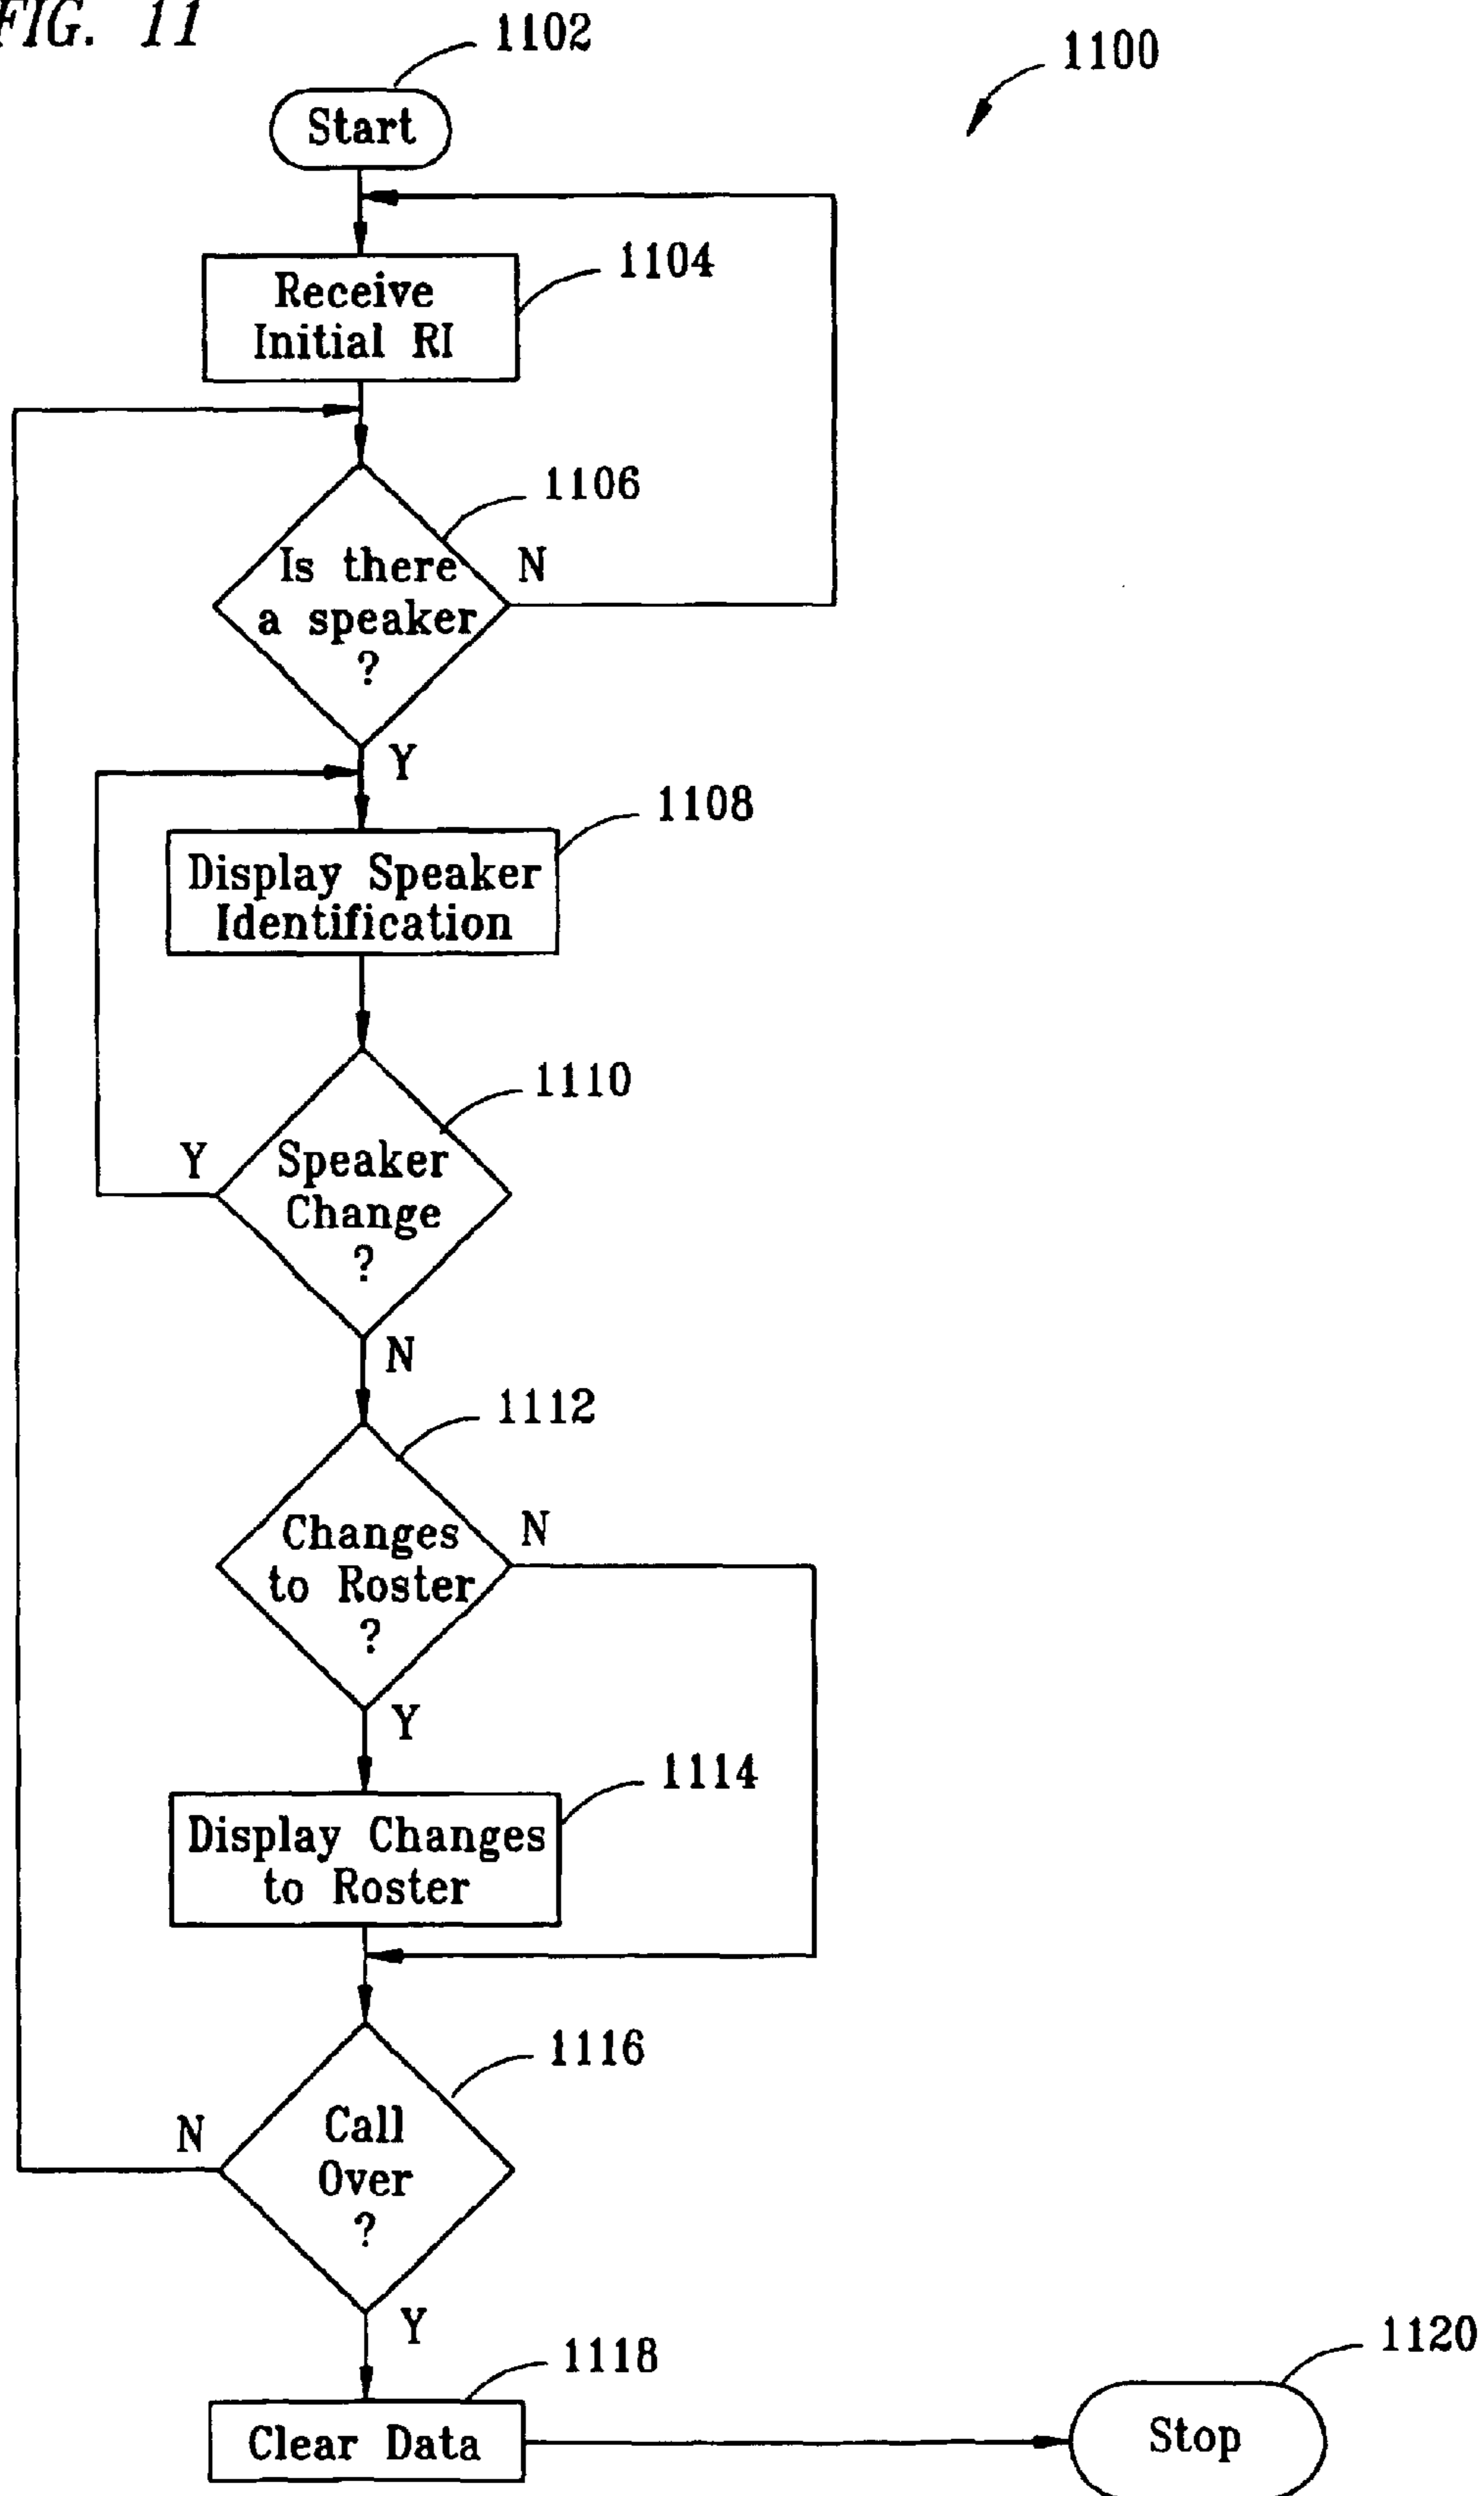 FIG. 11
1102
1100
Start
1104
Receive
Initial RI
1106
Is there
a speaker
?
N
Y
1108
Display Speaker
Identification
1110
Y
Speaker
Change
?
N
1112
Changes
to Roster
?
N
Y
1114
Display Changes
to Roster
1116
N
Call
Over
?
Y
1118
1120
Clear Data
Stop